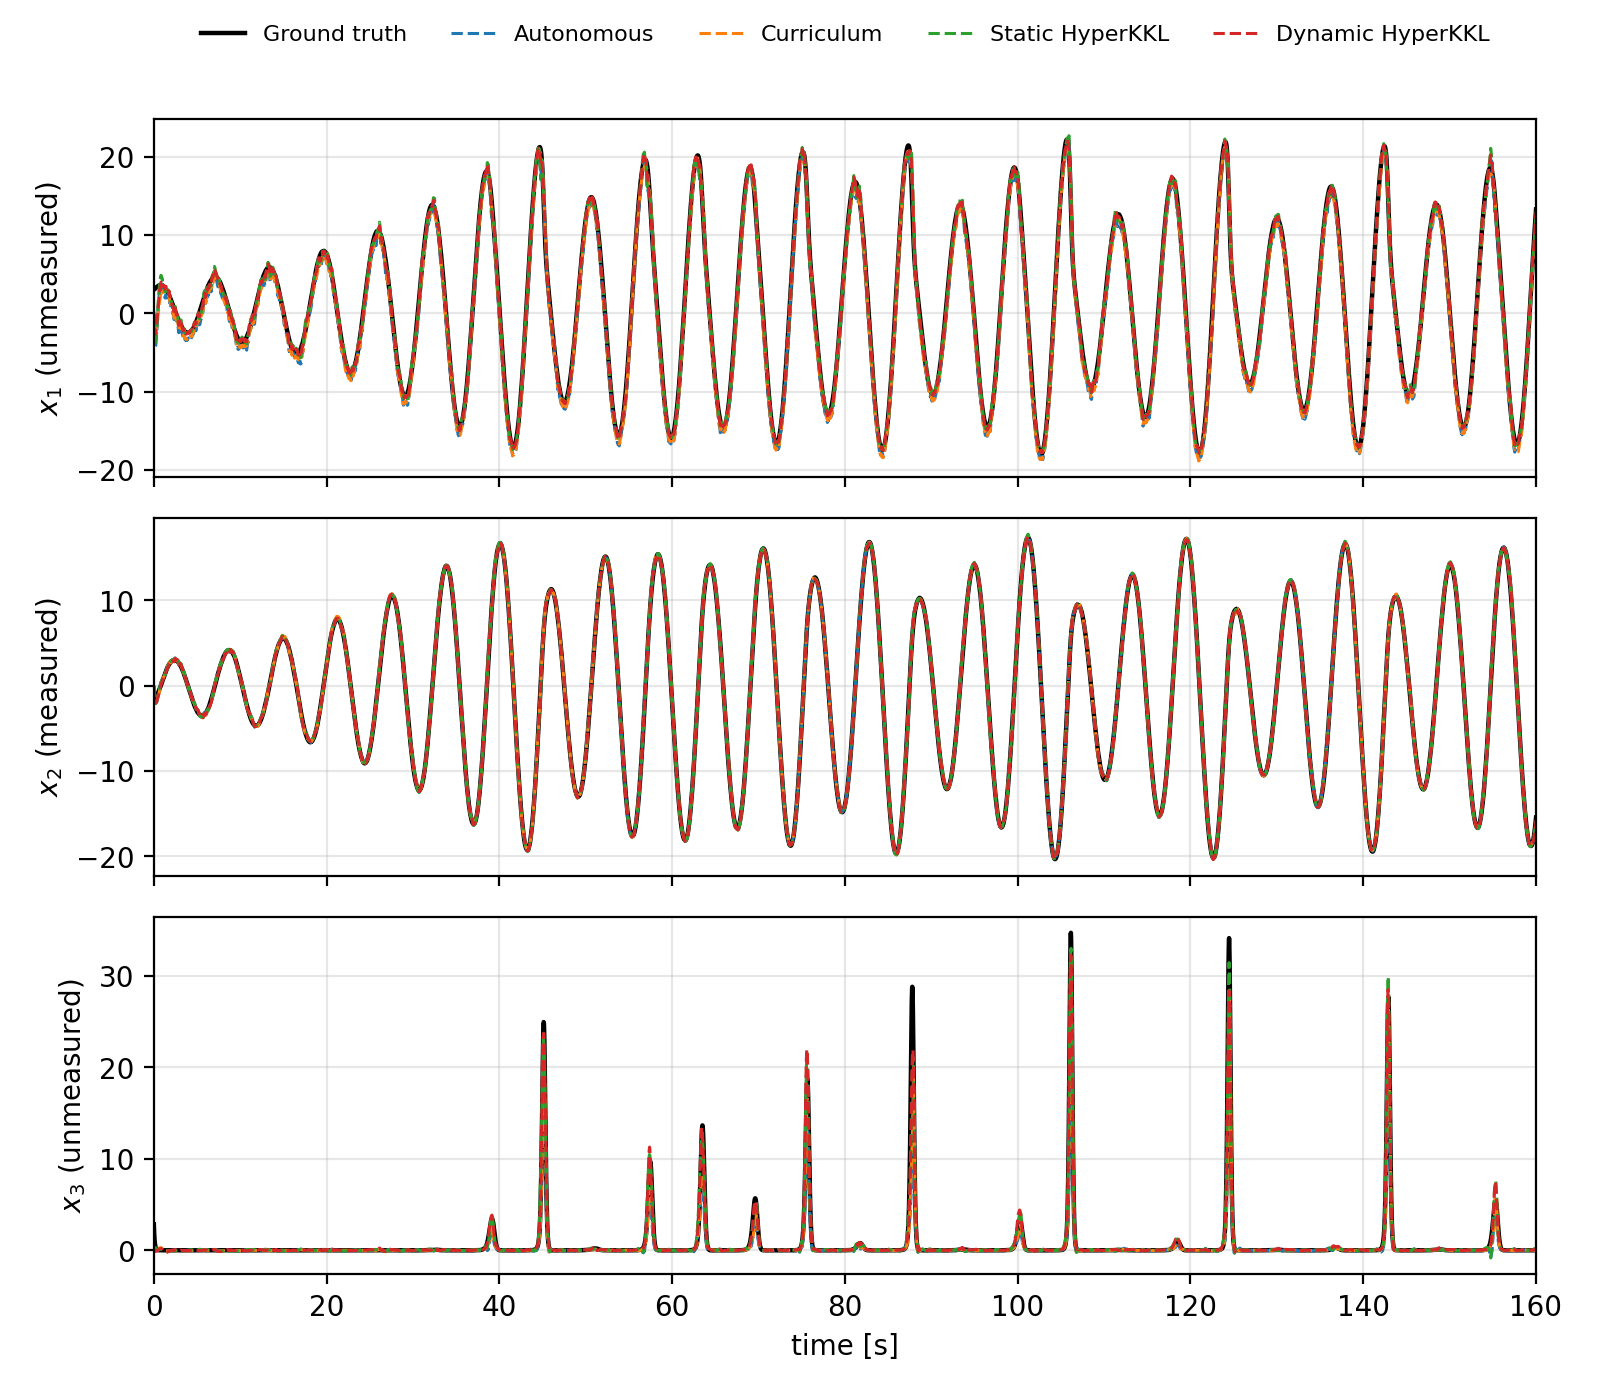 Ground truth Autonomous Curriculum Static HyperKKL Dynamic HyperKKL
20
10
0
−10
−20
x₁ (unmeasured)
10
0
−10
−20
x₂ (measured)
30
20
10
0
x₃ (unmeasured)
0 20 40 60 80 100 120 140 160
time [s]